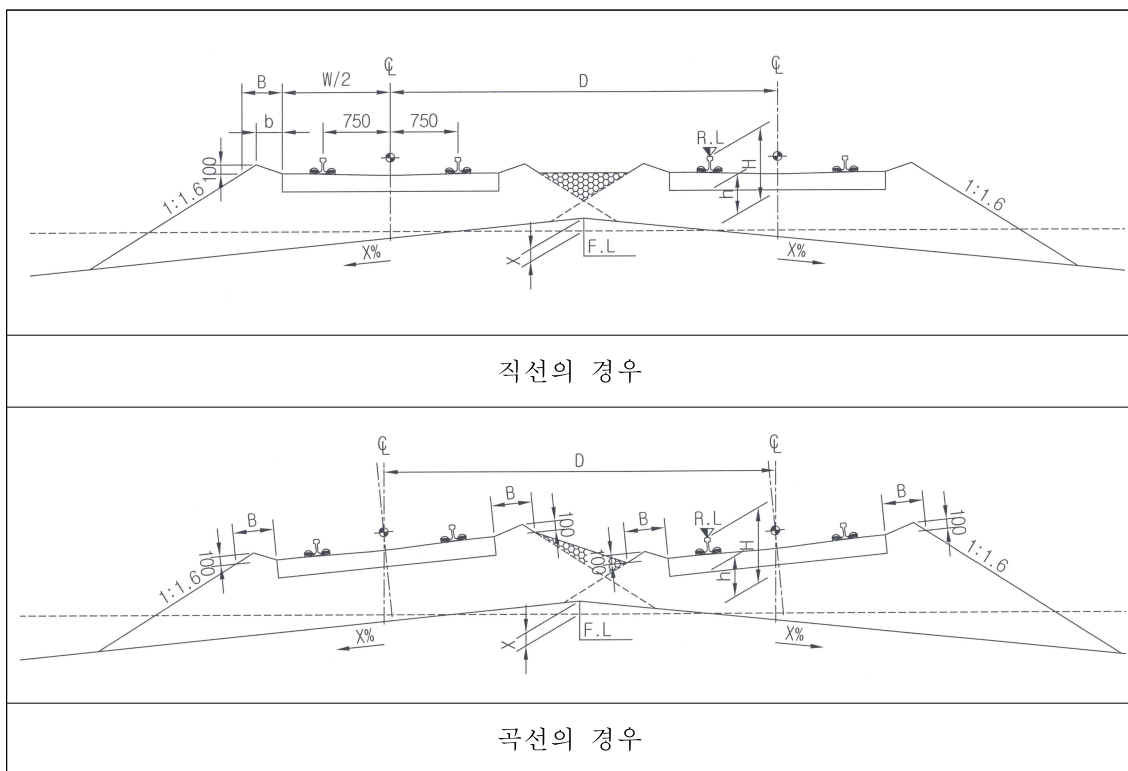 ℄ ℄
B W/2 D
b 750 750 R.L
100 H
h
1:1.6 1:1.6
X% X F.L X%
직선의 경우
℄ ℄
D
B B B B
100 100 100 100
R.L H
h
1:1.6 1:1.6
X% X F.L X%
곡선의 경우